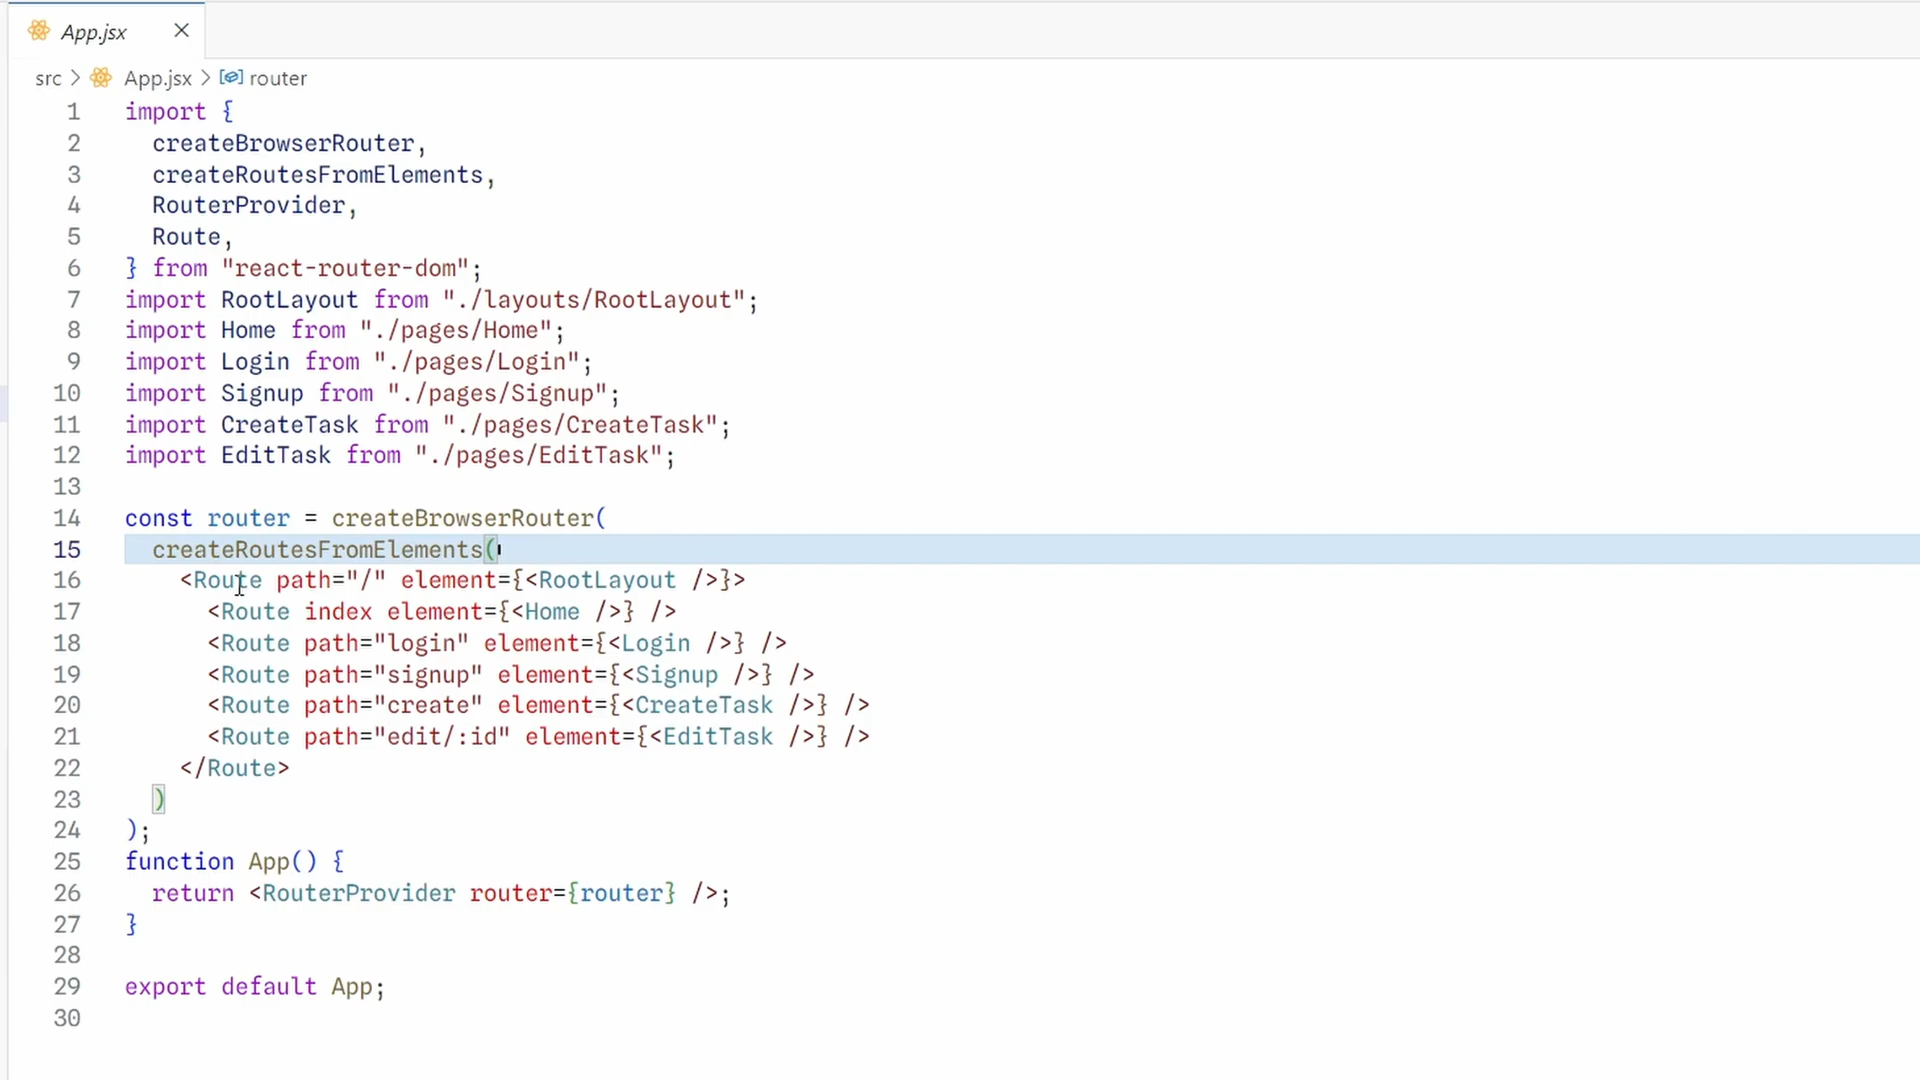 App.jsx
src > App.jsx > router
1 import {
2   createBrowserRouter,
3   createRoutesFromElements,
4   RouterProvider,
5   Route,
6 } from "react-router-dom";
7 import RootLayout from "./layouts/RootLayout";
8 import Home from "./pages/Home";
9 import Login from "./pages/Login";
10 import Signup from "./pages/Signup";
11 import CreateTask from "./pages/CreateTask";
12 import EditTask from "./pages/EditTask";
13
14 const router = createBrowserRouter(
15   createRoutesFromElements(
16     <Route path="/" element={<RootLayout />}>
17       <Route index element={<Home />} />
18       <Route path="login" element={<Login />} />
19       <Route path="signup" element={<Signup />} />
20       <Route path="create" element={<CreateTask />} />
21       <Route path="edit/:id" element={<EditTask />} />
22     </Route>
23   )
24 );
25 function App() {
26   return <RouterProvider router={router} />;
27 }
28
29 export default App;
30